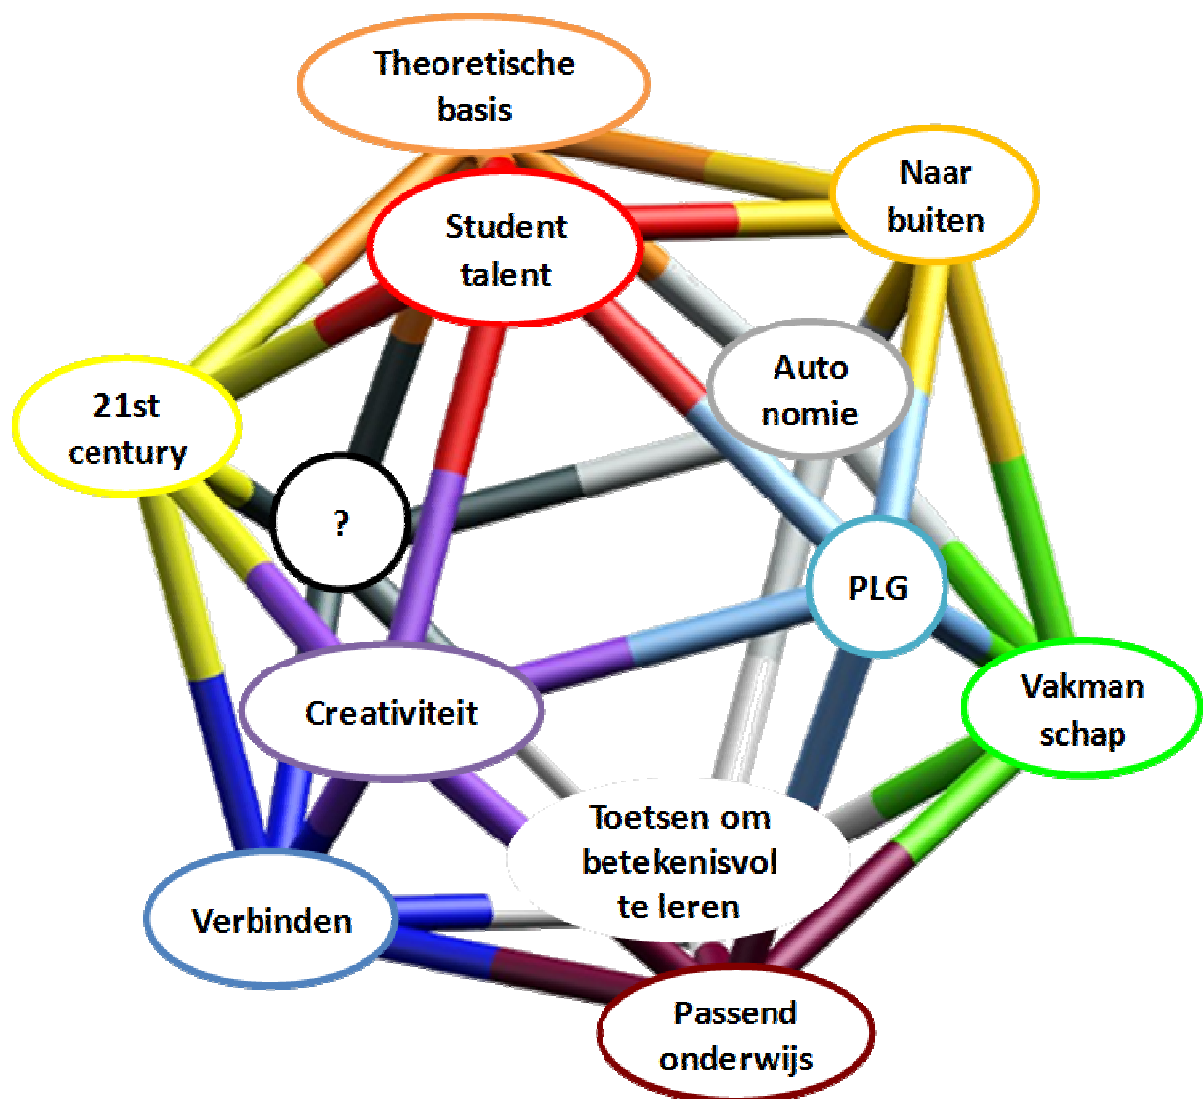 Theoretische
basis
Naar
buiten
Student
talent
Auto
nomie
21st
century
?
PLG
Creativiteit
Vakman
schap
Toetsen om
betekenisvol
te leren
Verbinden
Passend
onderwijs